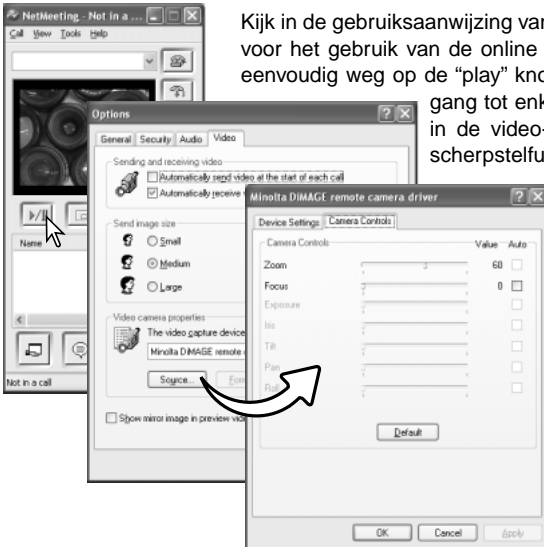 NetMeeting - Not in a ...
Call View Tools Help
Kijk in de gebruiksaanwijzing van
voor het gebruik van de online
eenvoudig weg op de “play”
gang tot
in de video-
Options
General Security Audio Video
Sending and receiving video
Automatically send video at the start of each call
Automatically receive
Send image size
Small
Medium
Large
Video camera properties
The video capture device
Minolta DiMAGE remote
Source...
Show mirror image in preview
Name
Not in a call
Minolta DiMAGE remote camera driver
Device Settings Camera Controls
Camera Controls Value Auto
Zoom 60
Focus 0
Exposure
Iris
Tilt
Pan
Roll
Default
OK Cancel Apply